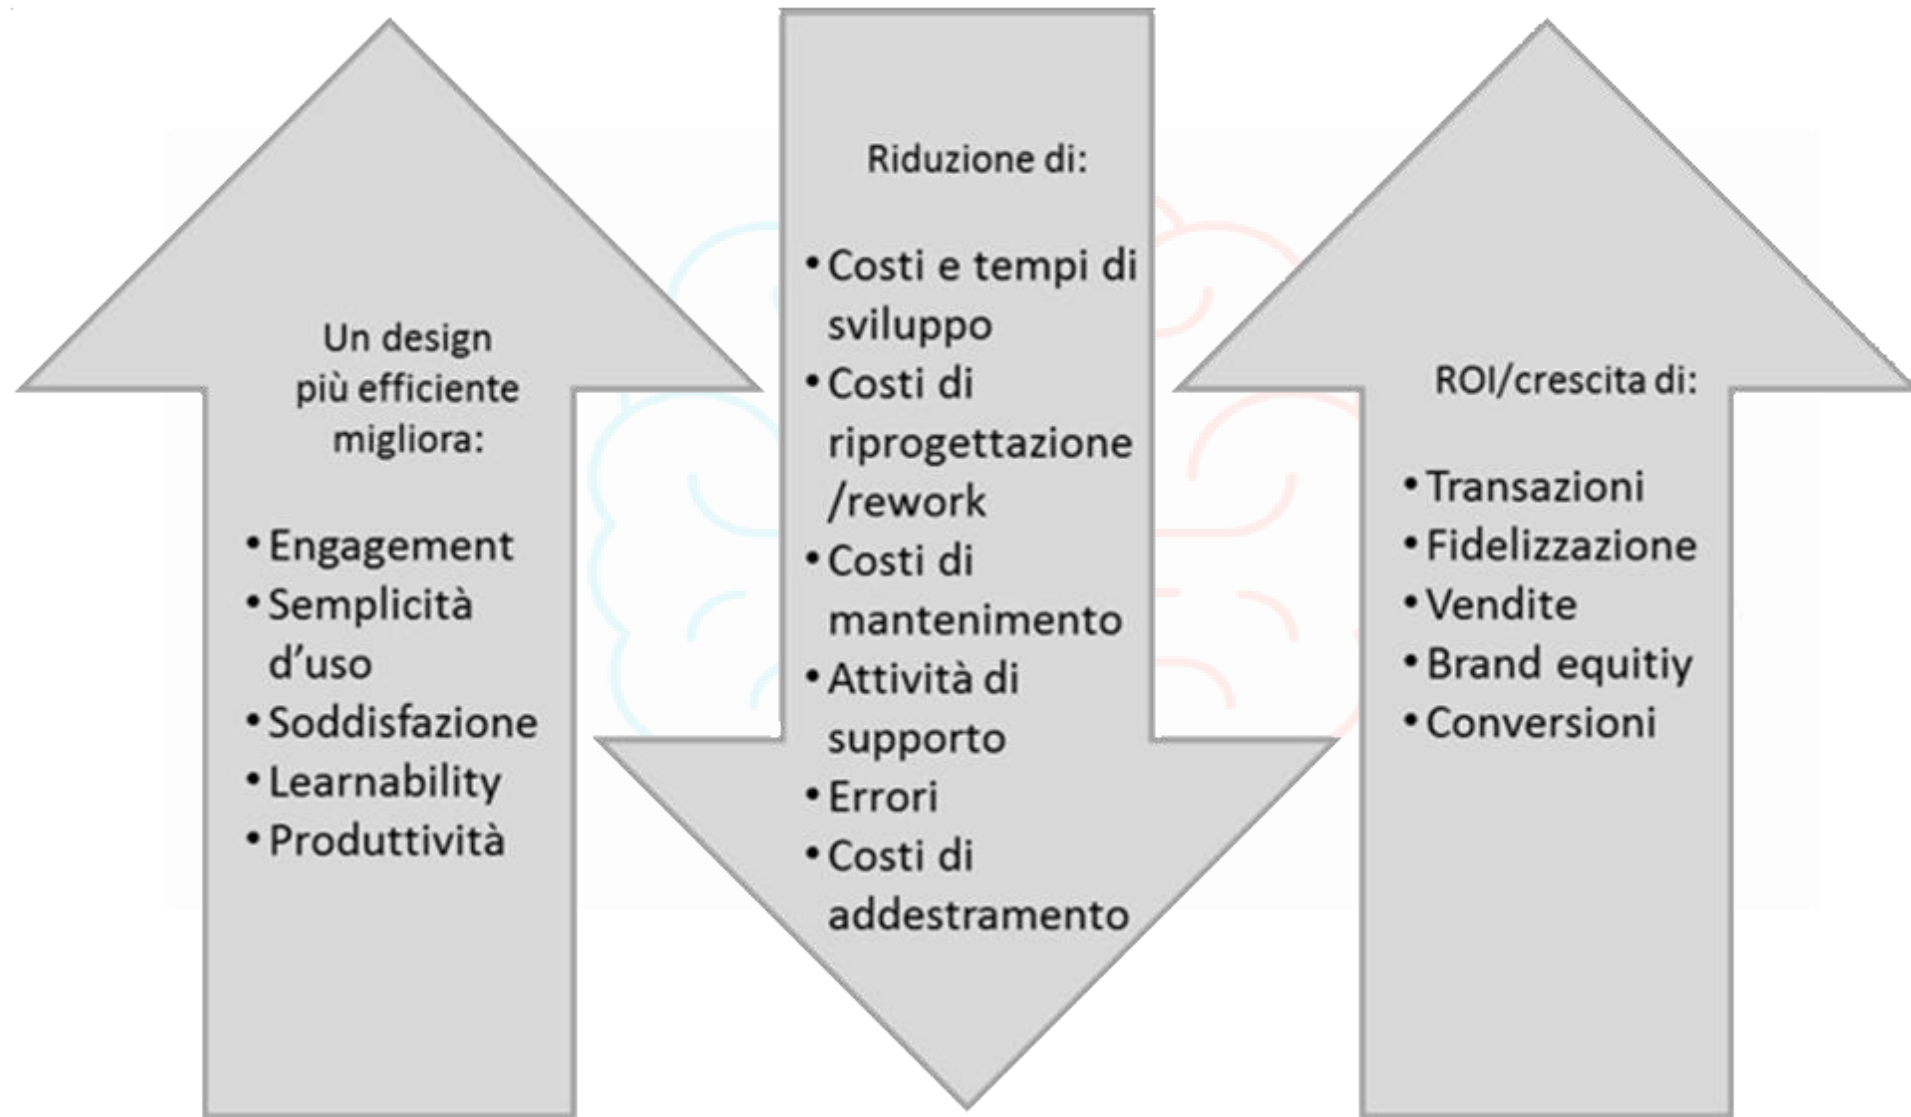 Un design
più efficiente
migliora:
• Engagement
• Semplicità
d’uso
• Soddisfazione
• Learnability
• Produttività
Riduzione di:
• Costi e tempi di
sviluppo
• Costi di
riprogettazione
/rework
• Costi di
mantenimento
• Attività di
supporto
• Errori
• Costi di
addestramento
ROI/crescita di:
• Transazioni
• Fidelizzazione
• Vendite
• Brand equitiy
• Conversioni